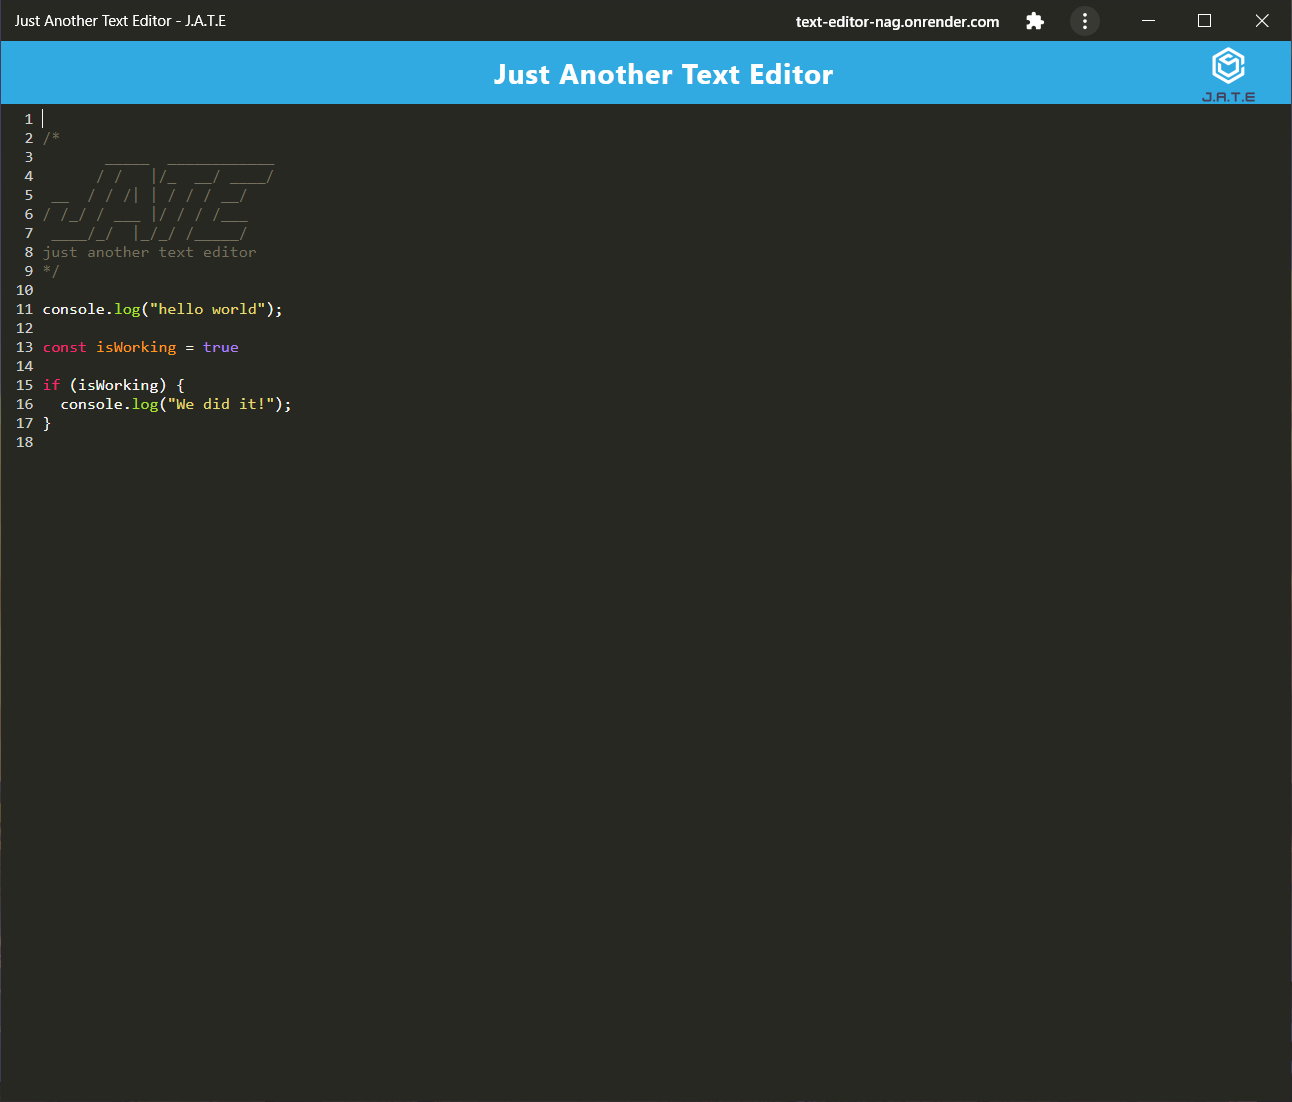 Just Another Text Editor - J.A.T.E
text-editor-nag.onrender.com
Just Another Text Editor
J.A.T.E
1
2 /*
3        _____  ____________
4       / /   |/_  __/ ____/
5  __  / / /| | / / / __/
6 / /_/ / ___ |/ / / /___
7  ____/_/  |_/_/ /_____/
8 just another text editor
9 */
10
11 console.log("hello world");
12
13 const isWorking = true
14
15 if (isWorking) {
16   console.log("We did it!");
17 }
18